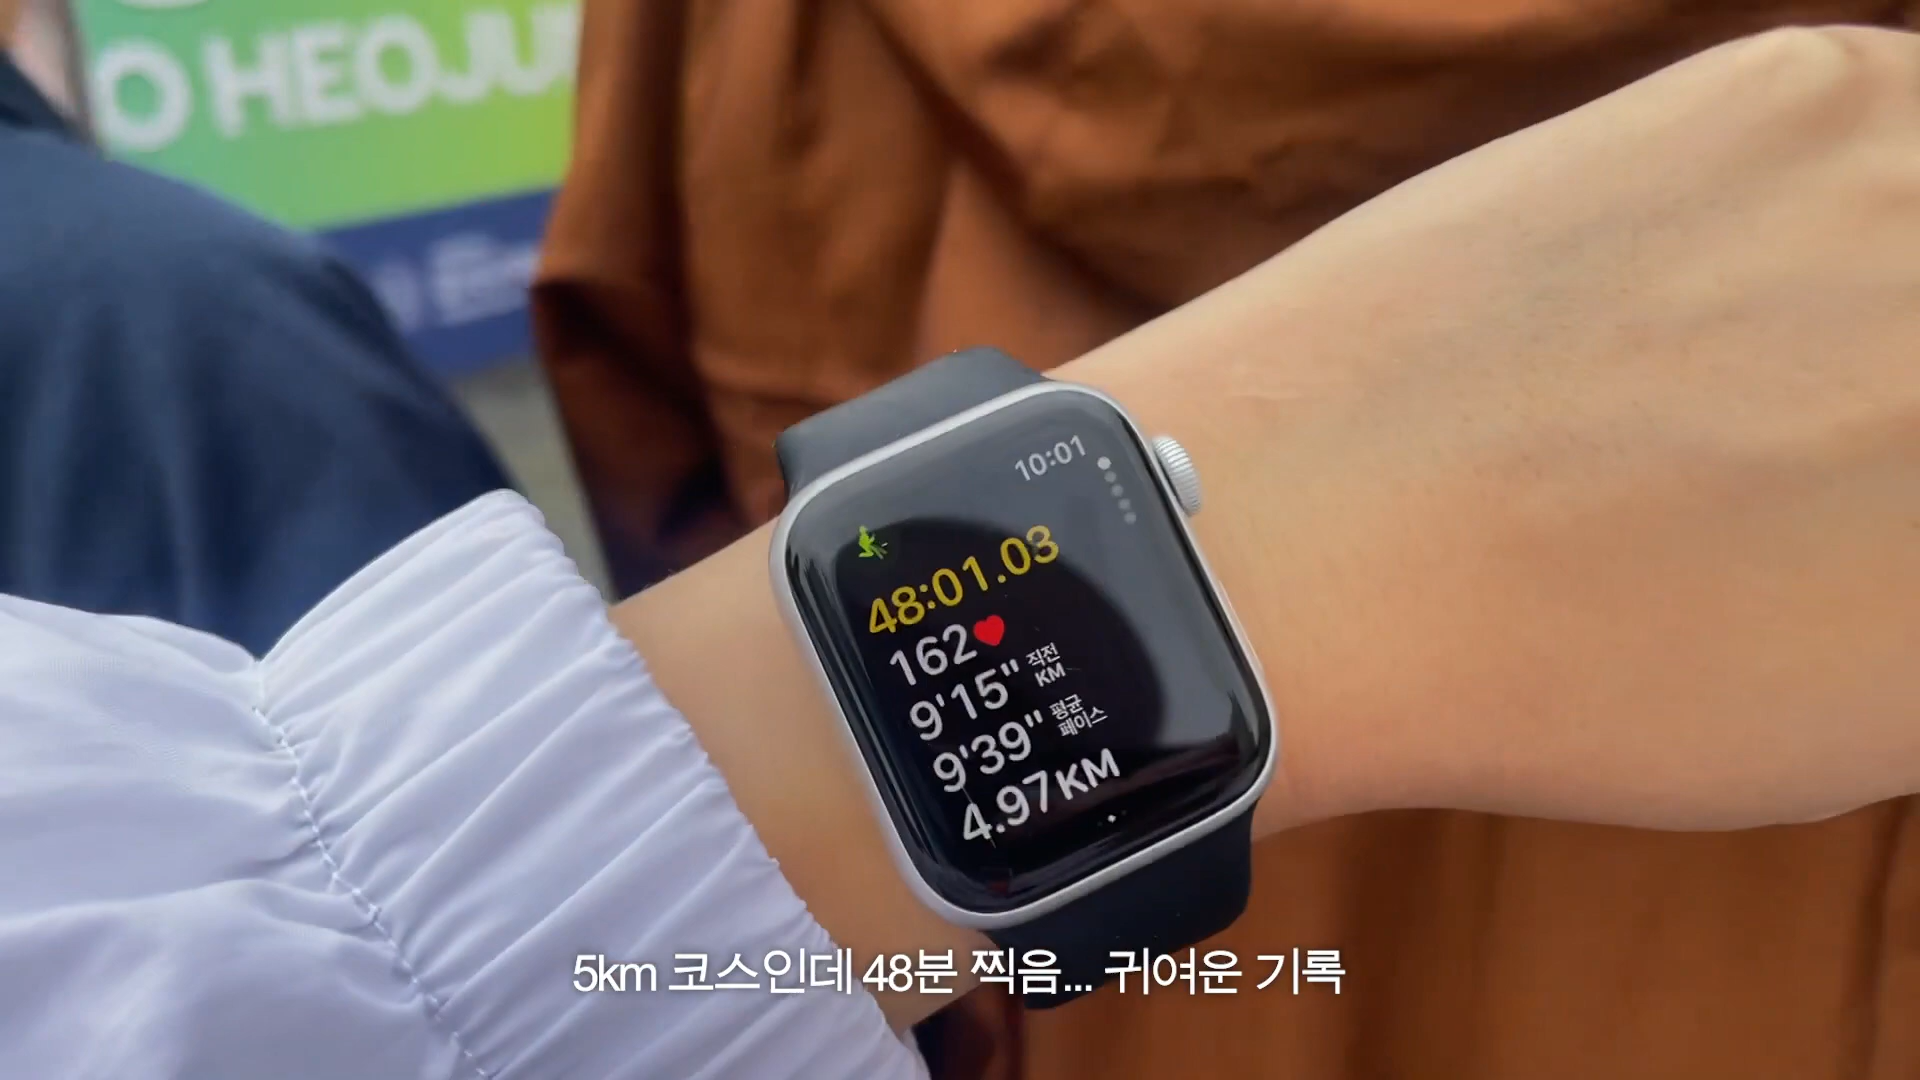 O HEOJU
10:01
48:01.03
162
9'15" 직전
KM
9'39" 평균
페이스
4.97KM
5km 코스인데 48분 찍음... 귀여운 기록